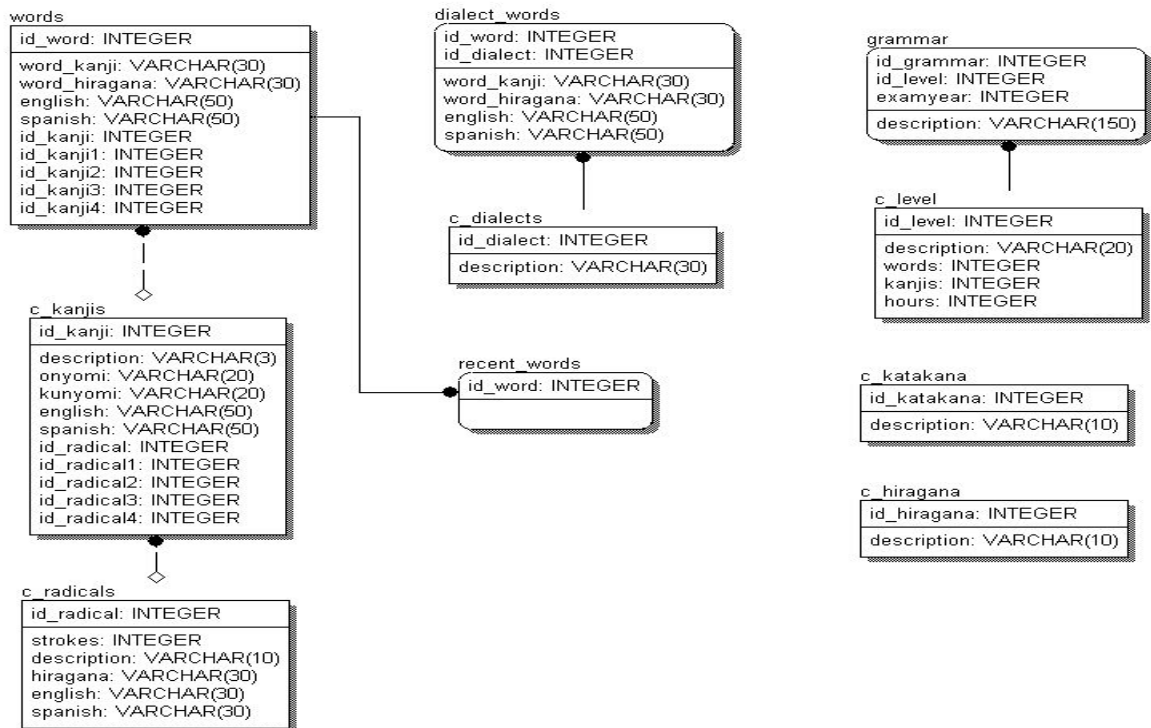 words
id_word: INTEGER
word_kanji: VARCHAR(30)
word_hiragana: VARCHAR(30)
english: VARCHAR(50)
spanish: VARCHAR(50)
id_kanji: INTEGER
id_kanji1: INTEGER
id_kanji2: INTEGER
id_kanji3: INTEGER
id_kanji4: INTEGER
c_kanjis
id_kanji: INTEGER
description: VARCHAR(3)
onyomi: VARCHAR(20)
kunyomi: VARCHAR(20)
english: VARCHAR(50)
spanish: VARCHAR(50)
id_radical: INTEGER
id_radical1: INTEGER
id_radical2: INTEGER
id_radical3: INTEGER
id_radical4: INTEGER
c_radicals
id_radical: INTEGER
strokes: INTEGER
description: VARCHAR(10)
hiragana: VARCHAR(30)
english: VARCHAR(30)
spanish: VARCHAR(30)
dialect_words
id_word: INTEGER
id_dialect: INTEGER
word_kanji: VARCHAR(30)
word_hiragana: VARCHAR(30)
english: VARCHAR(50)
spanish: VARCHAR(50)
c_dialects
id_dialect: INTEGER
description: VARCHAR(30)
recent_words
id_word: INTEGER
grammar
id_grammar: INTEGER
id_level: INTEGER
examyear: INTEGER
description: VARCHAR(150)
c_level
id_level: INTEGER
description: VARCHAR(20)
words: INTEGER
kanjis: INTEGER
hours: INTEGER
c_katakana
id_katakana: INTEGER
description: VARCHAR(10)
c_hiragana
id_hiragana: INTEGER
description: VARCHAR(10)